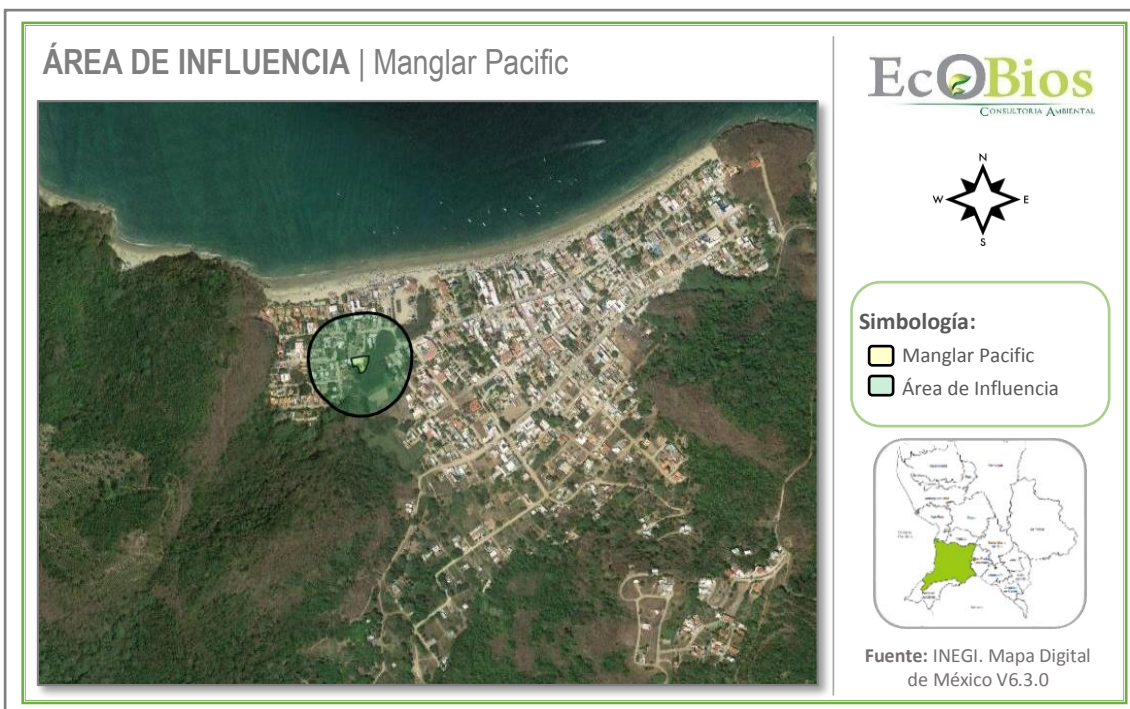 ÁREA DE INFLUENCIA | Manglar Pacific
EcOBios
CONSULTORIA AMBIENTAL
N
W
E
S
Simbología:
Manglar Pacific
Área de Influencia
Fuente: INEGI. Mapa Digital
de México V6.3.0